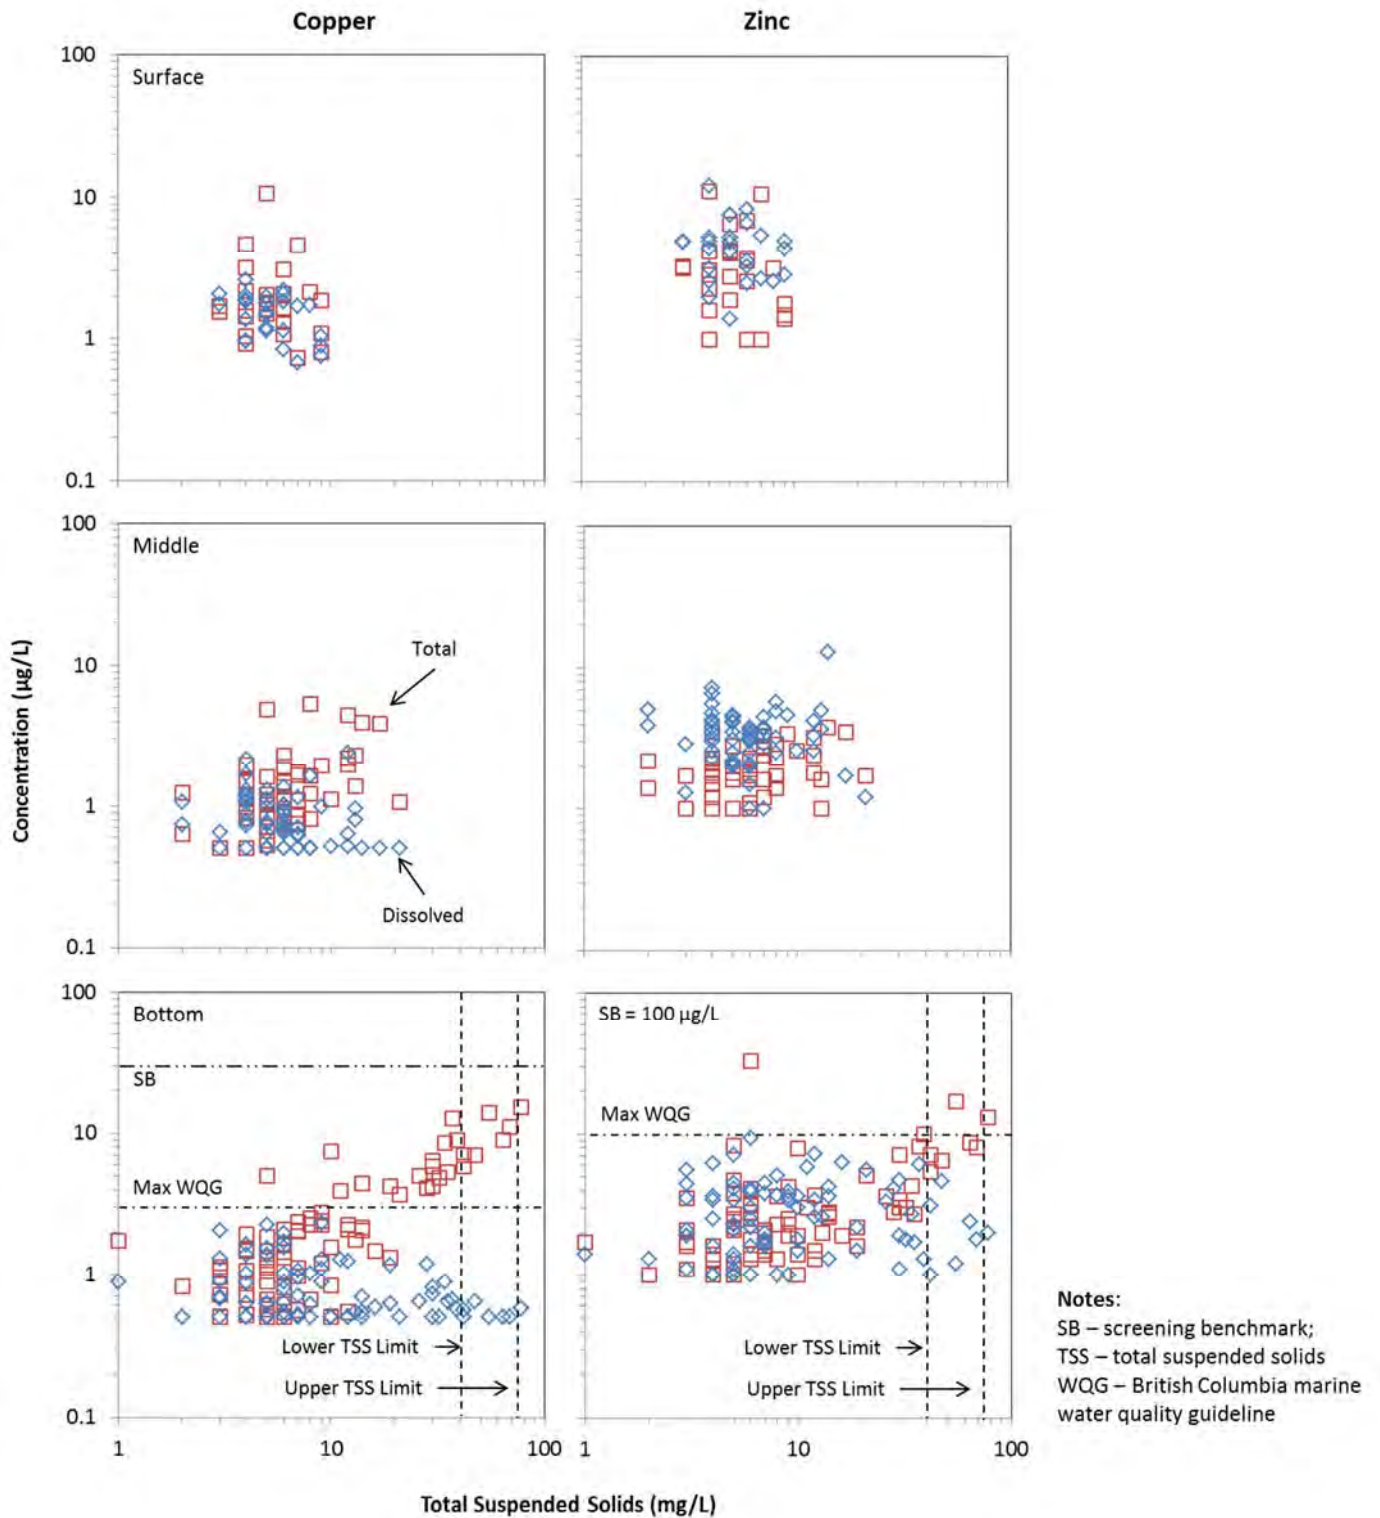 Copper
Zinc
100
Surface
10
1
0.1
100
Middle
Total
10
1
Dissolved
0.1
Concentration (µg/L)
100
Bottom
SB = 100 µg/L
SB
Max WQG
10
Max WQG
1
Lower TSS Limit
Lower TSS Limit
Upper TSS Limit
Upper TSS Limit
0.1
1
10
100
1
10
100
Total Suspended Solids (mg/L)
Notes:
SB – screening benchmark;
TSS – total suspended solids
WQG – British Columbia marine
water quality guideline